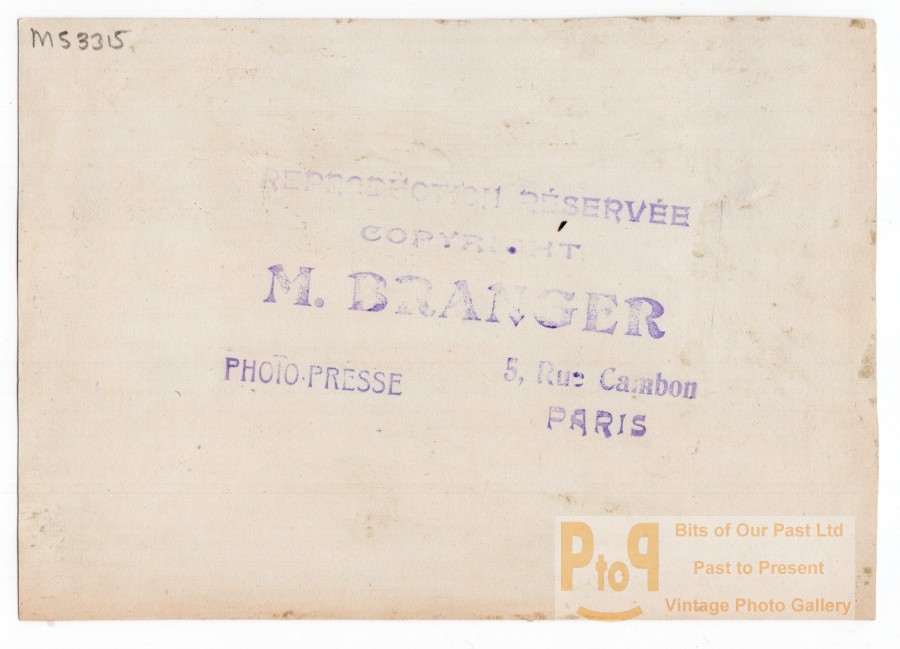 MS3315
REPRODUCTION RÉSERVÉE
COPYRIGHT
M. BRANGER
PHOTO-PRESSE
5, Rue Cambon
PARIS
PtoP
Bits of Our Past Ltd
Past to Present
Vintage Photo Gallery